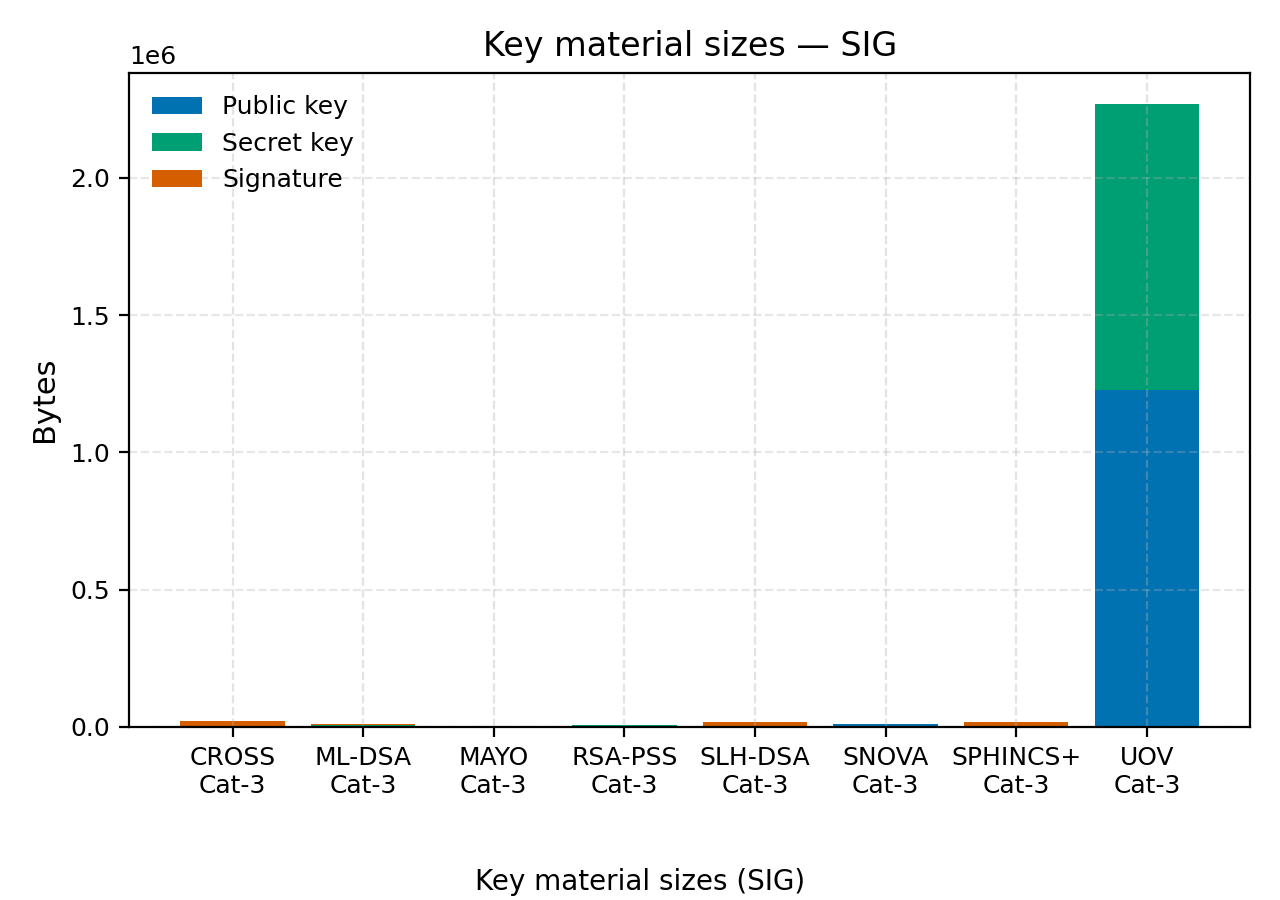 Key material sizes — SIG
1e6
Public key
Secret key
Signature
2.0
1.5
1.0
0.5
0.0
Bytes
CROSS ML-DSA MAYO RSA-PSS SLH-DSA SNOVA SPHINCS+ UOV
Cat-3 Cat-3 Cat-3 Cat-3 Cat-3 Cat-3 Cat-3 Cat-3
Key material sizes (SIG)